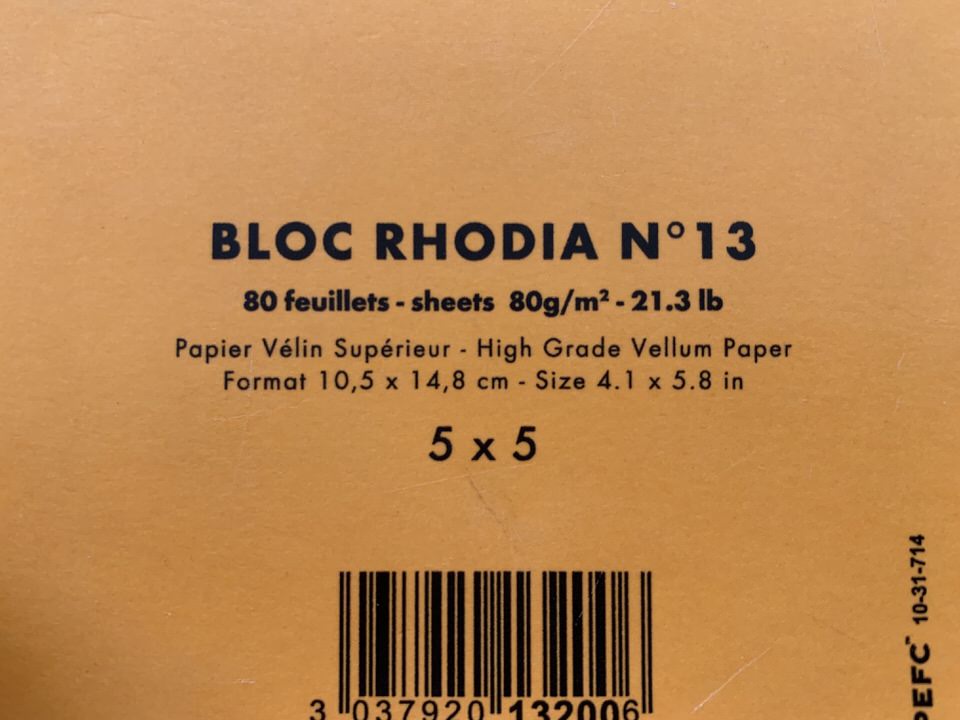 BLOC RHODIA N°13
80 feuillets - sheets 80g/m² - 21.3 lb
Papier Vélin Supérieur - High Grade Vellum Paper
Format 10,5 x 14,8 cm - Size 4.1 x 5.8 in
5 x 5
3 037920 132006
PEFC™ 10-31-714